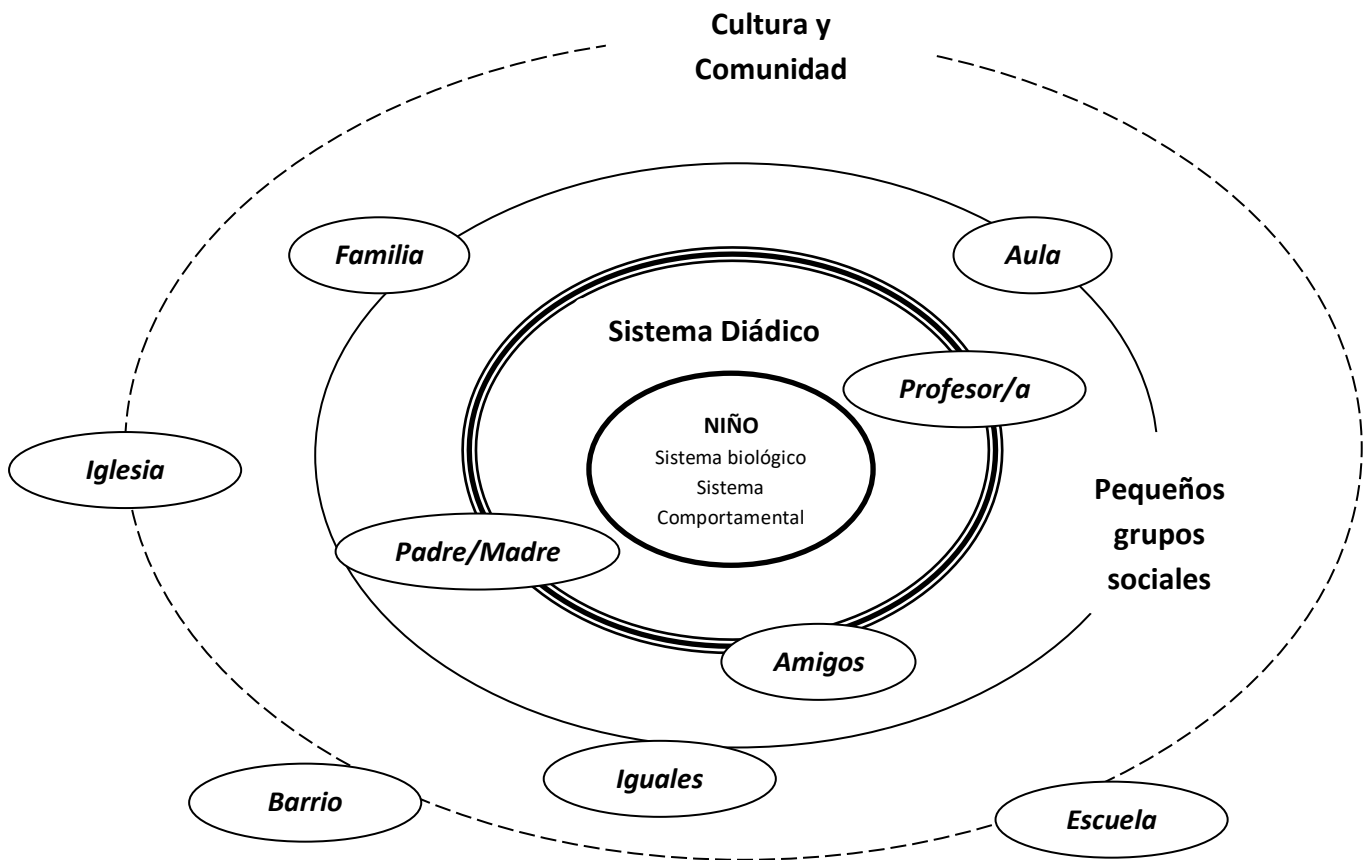 Cultura y
Comunidad
Familia
Aula
Sistema Diádico
Profesor/a
NIÑO
Sistema biológico
Sistema
Comportamental
Iglesia
Pequeños
grupos
sociales
Padre/Madre
Amigos
Iguales
Barrio
Escuela